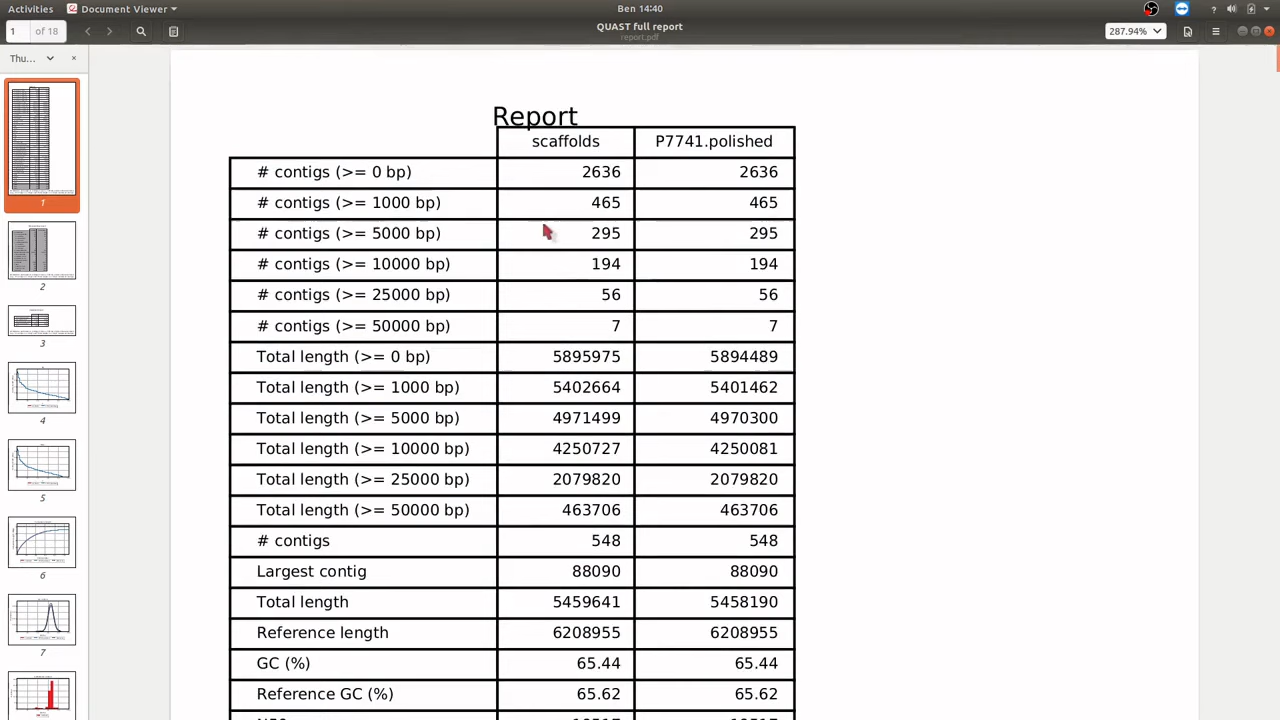 Activities Document Viewer Ben 14:40 ?
1 of 18 QUAST full report 287.94%
report.pdf
Thu...
Report
scaffolds P7741.polished
# contigs (>= 0 bp) 2636 2636
# contigs (>= 1000 bp) 465 465
# contigs (>= 5000 bp) 295 295
# contigs (>= 10000 bp) 194 194
# contigs (>= 25000 bp) 56 56
# contigs (>= 50000 bp) 7 7
Total length (>= 0 bp) 5895975 5894489
Total length (>= 1000 bp) 5402664 5401462
Total length (>= 5000 bp) 4971499 4970300
Total length (>= 10000 bp) 4250727 4250081
Total length (>= 25000 bp) 2079820 2079820
Total length (>= 50000 bp) 463706 463706
# contigs 548 548
Largest contig 88090 88090
Total length 5459641 5458190
Reference length 6208955 6208955
GC (%) 65.44 65.44
Reference GC (%) 65.62 65.62
1
2
3
4
5
6
7